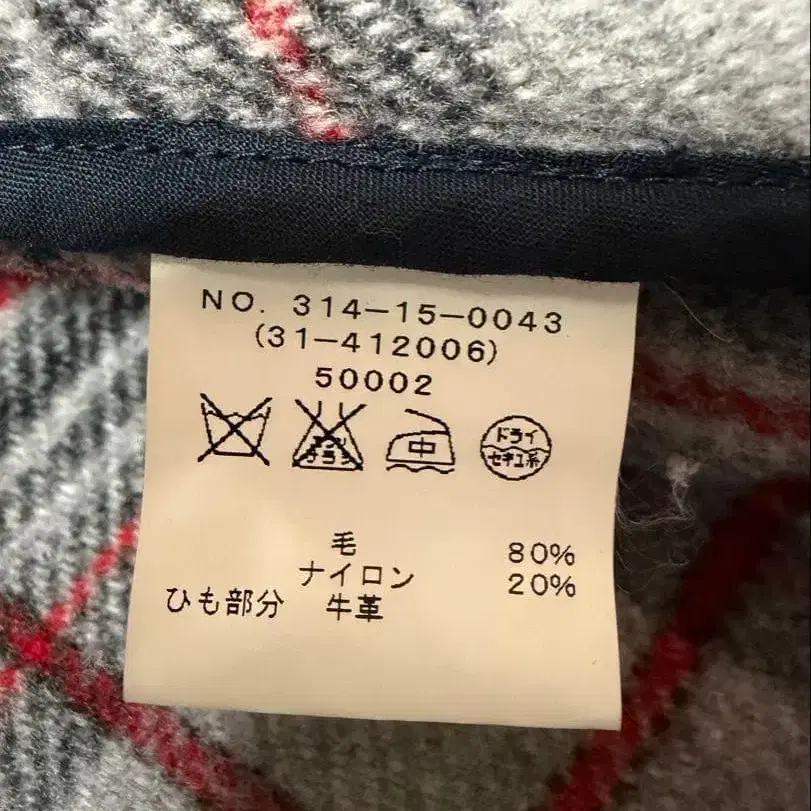 NO. 314-15-0043
(31-412006)
50002
中 ドライ
セキユ系
毛 80%
ナイロン 20%
ひも部分 牛革